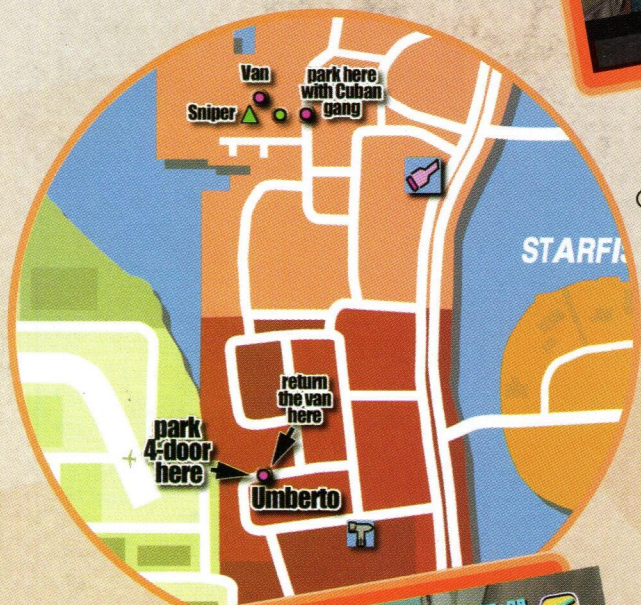 Van
park here
with Cuban
gang
Sniper
STARFIS
return
the van
here
park
4-door
here
Umberto